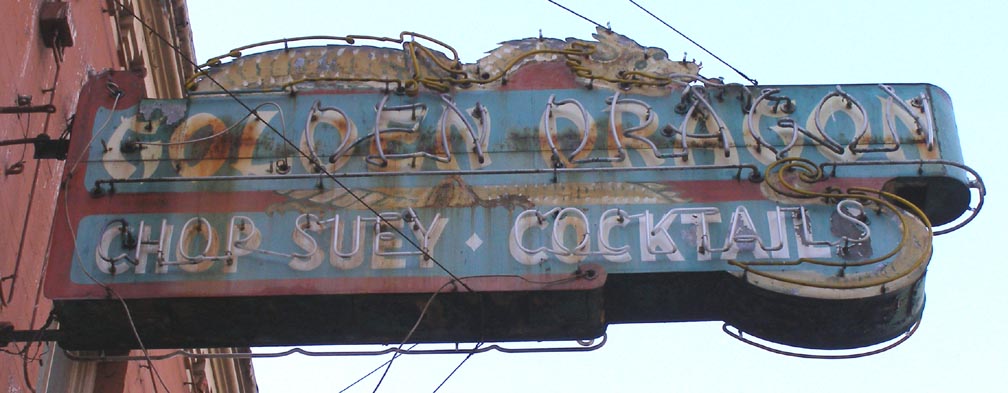 GOLDEN DRAGON
CHOP SUEY · COCKTAILS